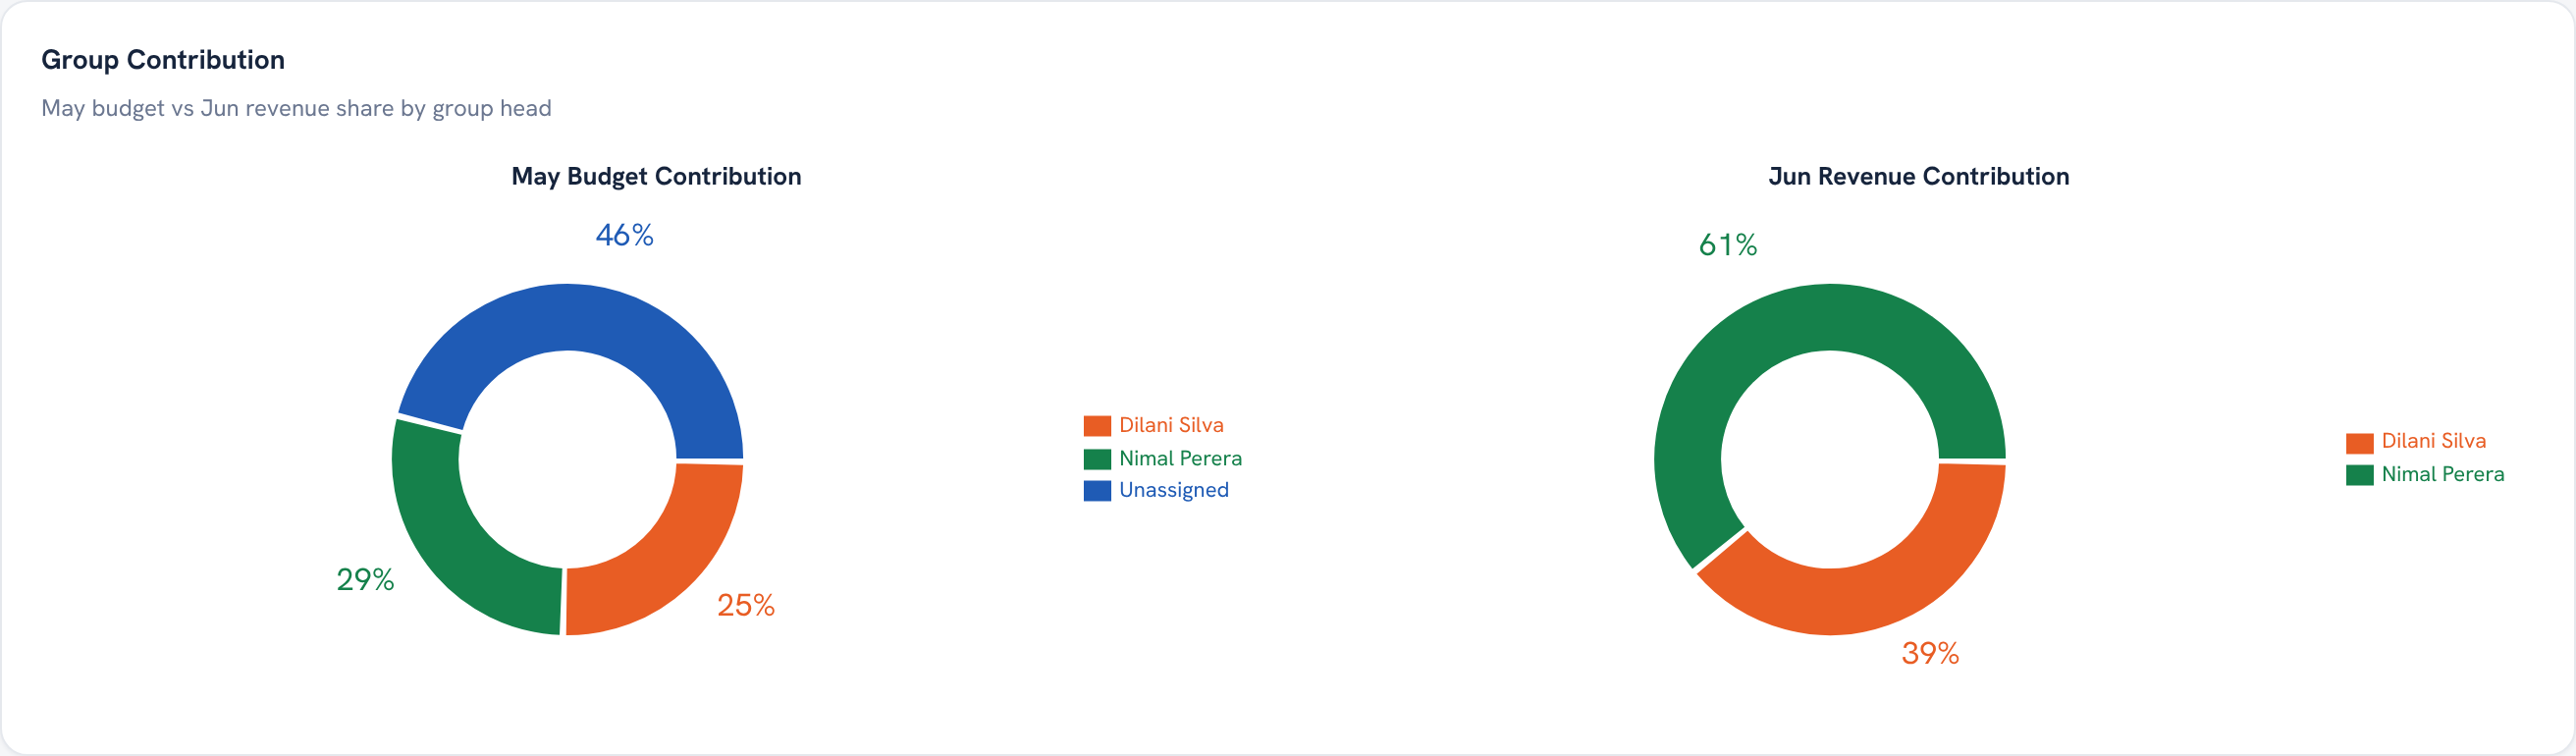 Group Contribution
May budget vs Jun revenue share by group head
May Budget Contribution
46%
29%
25%
Dilani Silva
Nimal Perera
Unassigned
Jun Revenue Contribution
61%
39%
Dilani Silva
Nimal Perera